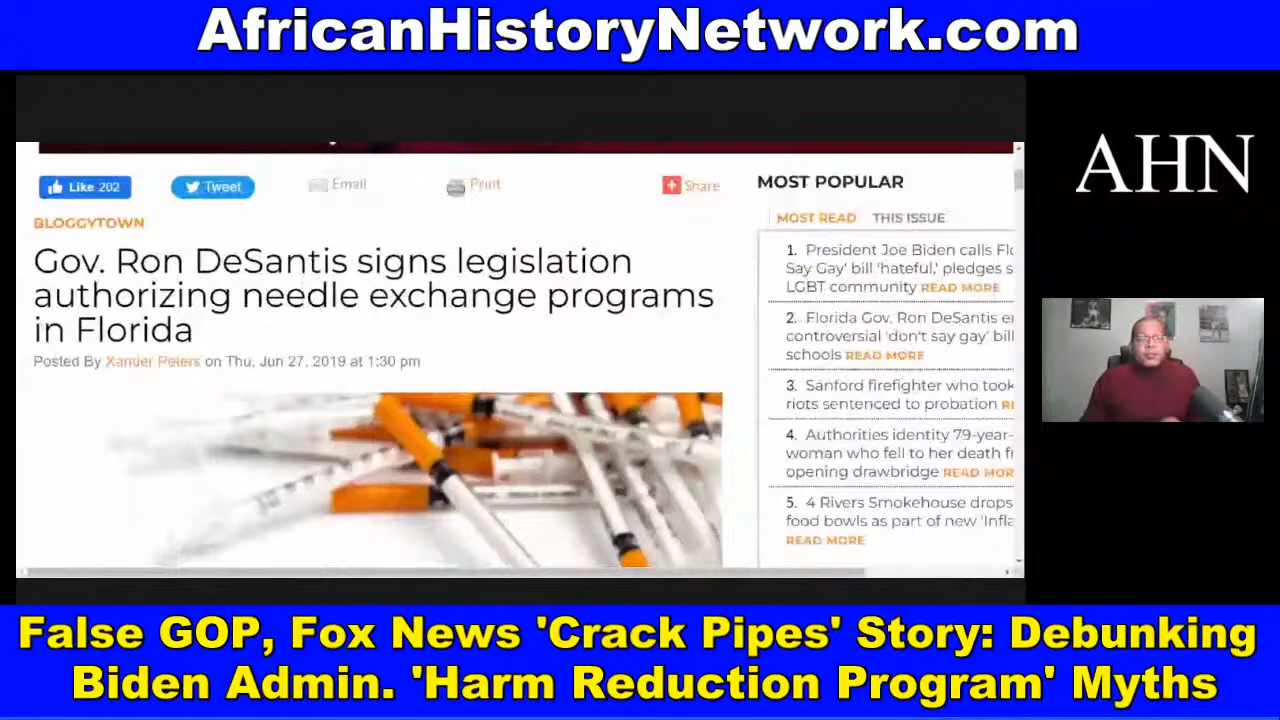 AfricanHistoryNetwork.com
AHN
Like 202
Tweet
Email
Print
Share
BLOGGYTOWN
Gov. Ron DeSantis signs legislation
authorizing needle exchange programs
in Florida
Posted By Xander Peters on Thu, Jun 27, 2019 at 1:30 pm
MOST POPULAR
MOST READ THIS ISSUE
1. President Joe Biden calls Flo
Say Gay' bill 'hateful,' pledges s
LGBT community READ MORE
2. Florida Gov. Ron DeSantis en
controversial 'don't say gay' bill
schools READ MORE
3. Sanford firefighter who took
riots sentenced to probation RE
4. Authorities identity 79-year-
woman who fell to her death fr
opening drawbridge READ MOR
5. 4 Rivers Smokehouse drops
food bowls as part of new 'Infla
READ MORE
False GOP, Fox News 'Crack Pipes' Story: Debunking
Biden Admin. 'Harm Reduction Program' Myths